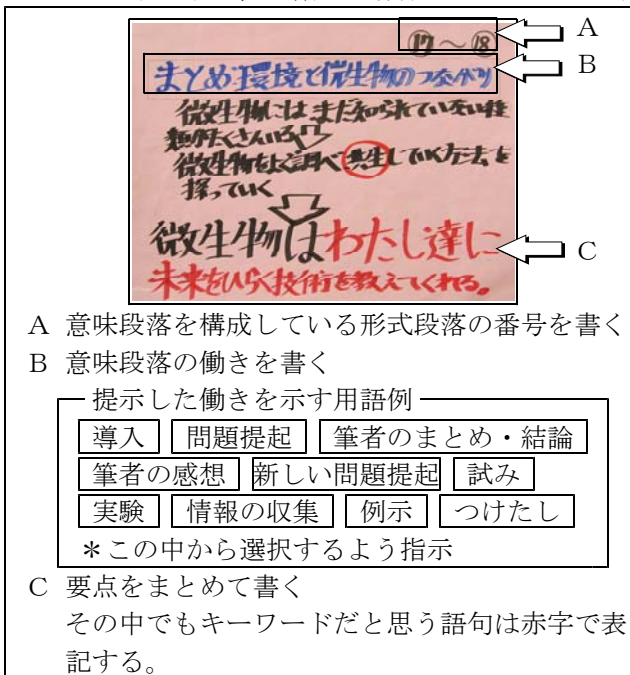 ⑰～⑱
A
まとめ 環境と微生物のつながり
B
微生物にはまだ知られていない種
類がたくさんいる
微生物をよく調べ共生していく方法を
探っていく
微生物はわたし達に
C
未来をひらく技術を教えてくれる。
A 意味段落を構成している形式段落の番号を書く
B 意味段落の働きを書く
提示した働きを示す用語例
導入 問題提起 筆者のまとめ・結論
筆者の感想 新しい問題提起 試み
実験 情報の収集 例示 つけたし
＊この中から選択するよう指示
C 要点をまとめて書く
その中でもキーワードだと思う語句は赤字で表
記する。